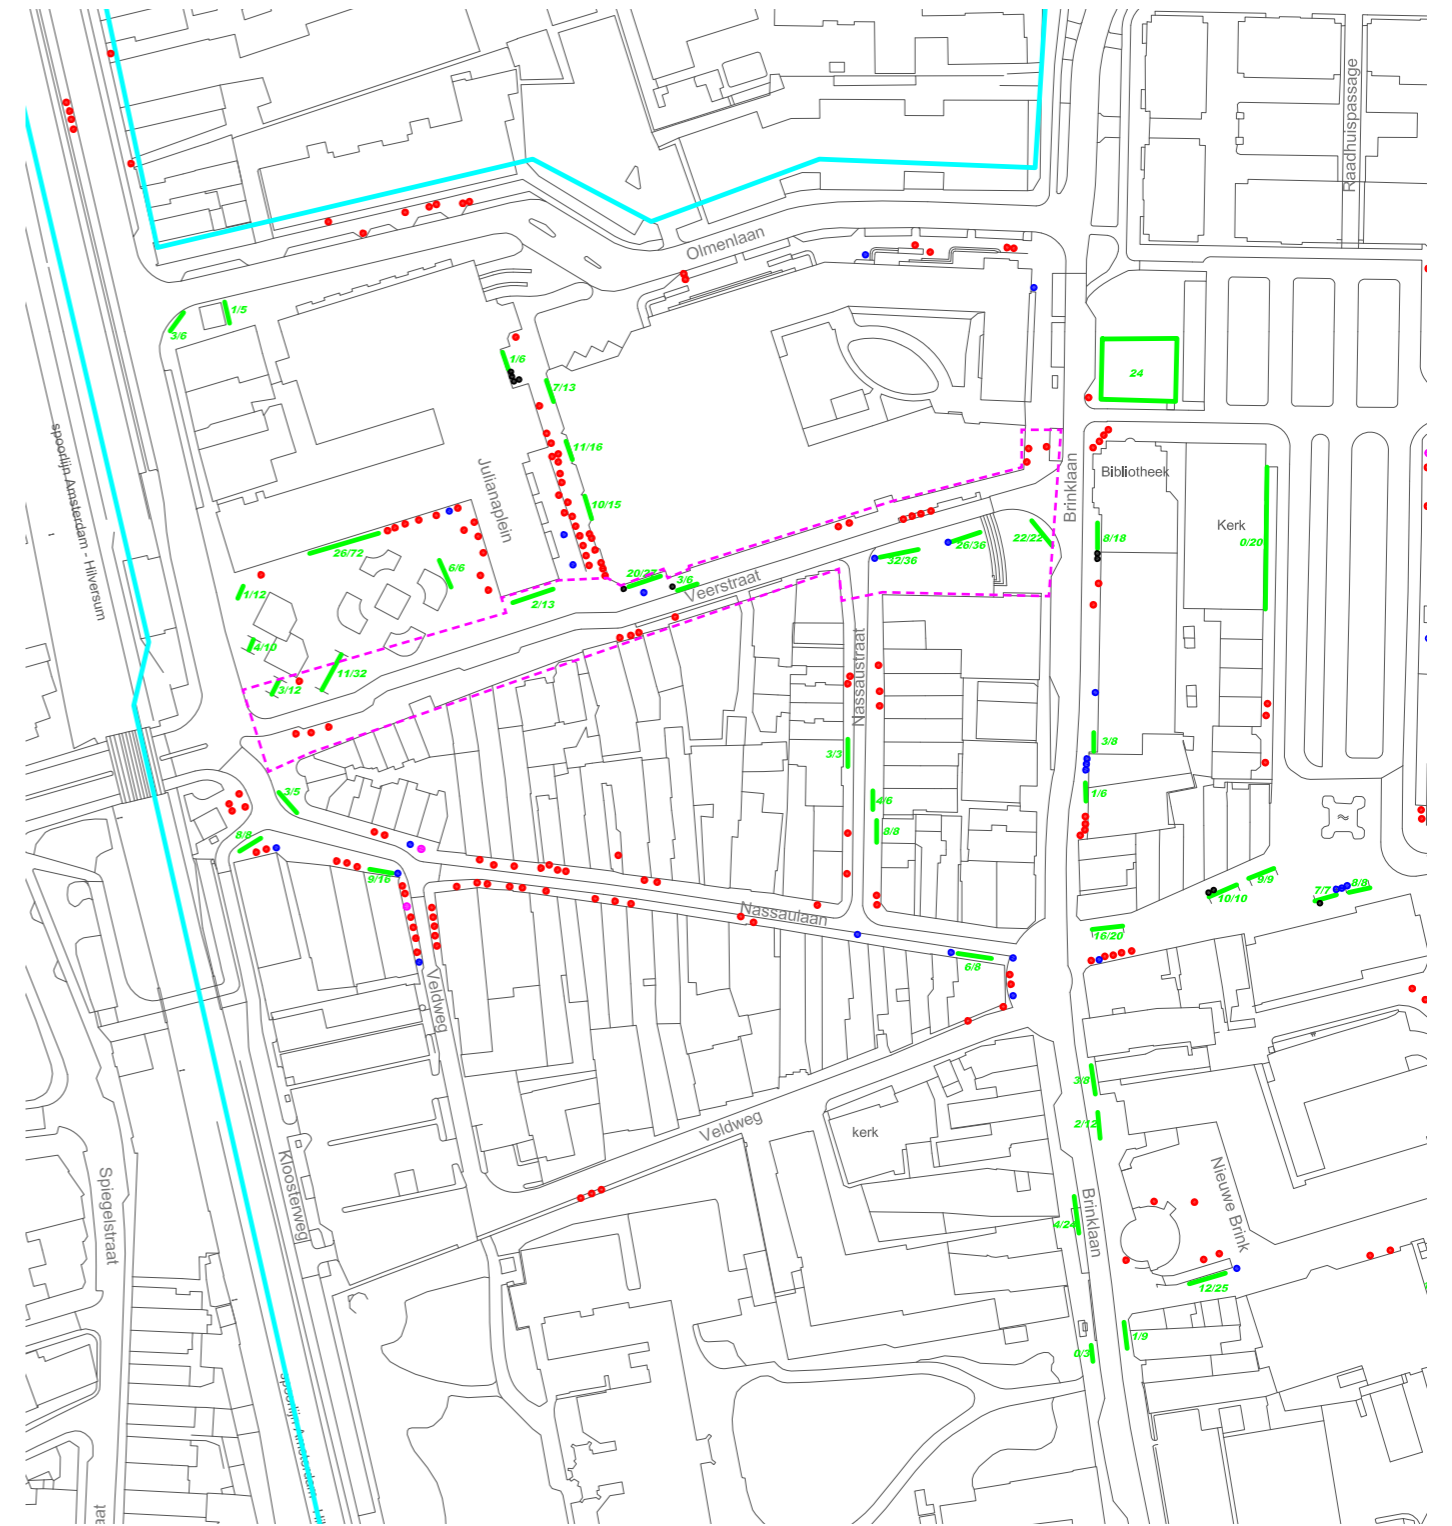 Raadhuispassage
Olmenlaan
1/5
3/6
1/6
24
7/13
spoorlijn Amsterdam - Hilversum
11/16
Julianaplein
Brinklaan
Bibliotheek
10/15
Kerk
0/20
22/22
8/18
26/72
26/36
32/36
6/6
20/27
3/6
Veerstraat
1/12
2/13
4/10
11/32
3/12
Nassaustraat
3/3
3/8
3/5
4/6
1/6
8/8
8/8
9/16
9/9
10/10
7/7
8/8
Nassaulaan
16/20
6/8
Veldweg
3/8
Veldweg
kerk
2/12
Spiegelstraat
Kloosterweg
Nieuwe Brink
4/24
Brinklaan
12/25
1/9
0/3
spoorlijn Amsterdam - Hil
aat